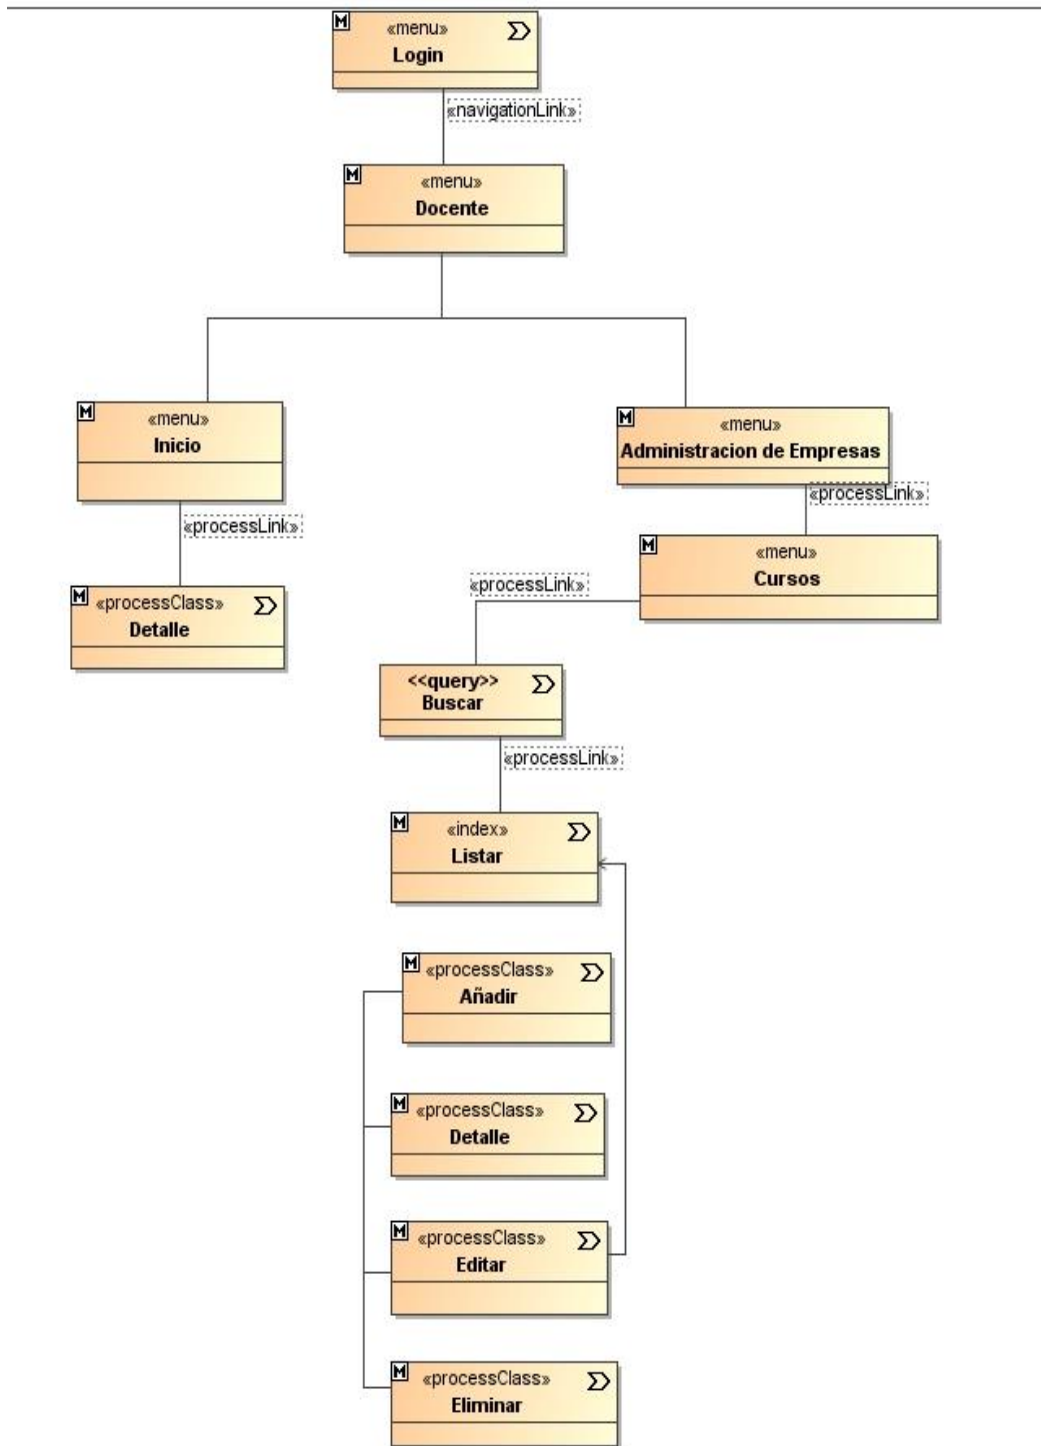 M
«menu»
Login
«navigationLink»
M
«menu»
Docente
M
«menu»
Inicio
«processLink»
M
«processClass»
Detalle
M
«menu»
Administracion de Empresas
«processLink»
M
«menu»
Cursos
«processLink»
<<query>>
Buscar
«processLink»
M
«index»
Listar
M
«processClass»
Añadir
M
«processClass»
Detalle
M
«processClass»
Editar
M
«processClass»
Eliminar